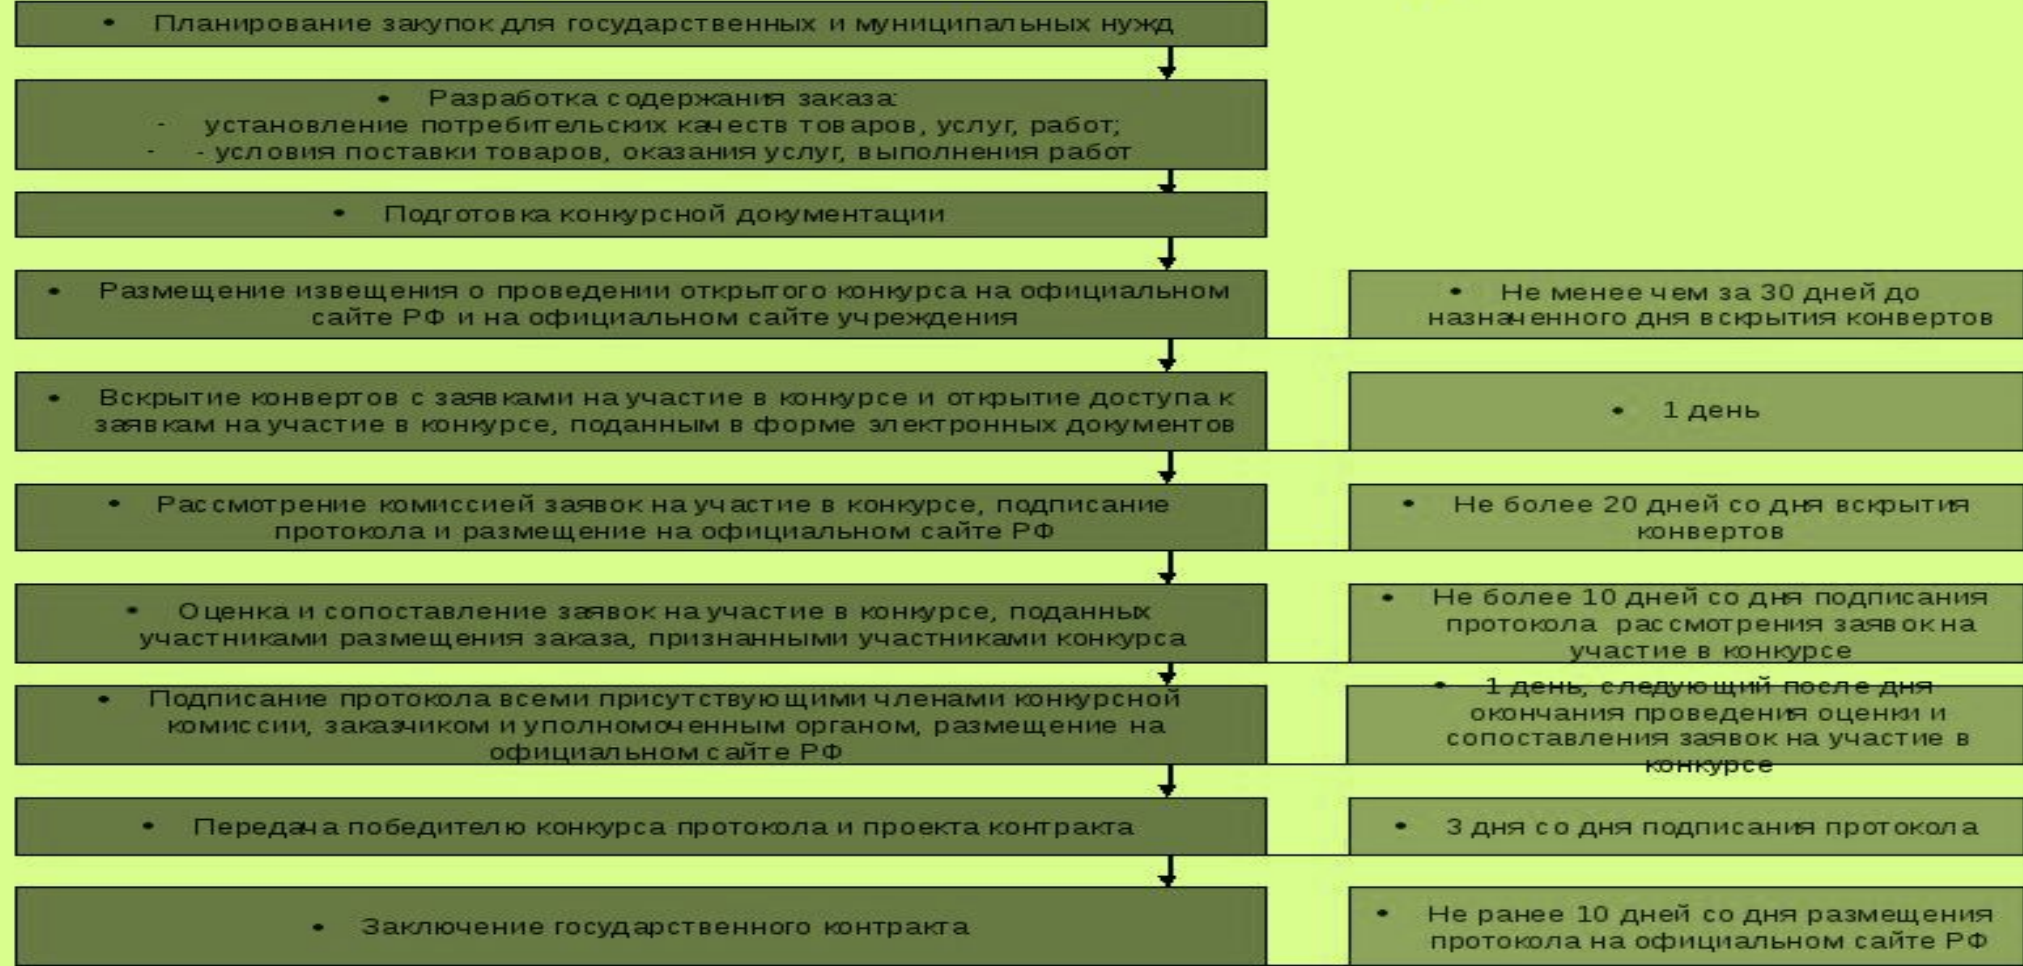 • Планирование закупок для государственных и муниципальных нужд
• Разработка содержания заказа:
- установление потребительских качеств товаров, услуг, работ;
- - условия поставки товаров, оказания услуг, выполнения работ
• Подготовка конкурсной документации
• Размещение извещения о проведении открытого конкурса на официальном
сайте РФ и на официальном сайте учреждения
• Не менее чем за 30 дней до
назначенного дня вскрытия конвертов
• Вскрытие конвертов с заявками на участие в конкурсе и открытие доступа к
заявкам на участие в конкурсе, поданным в форме электронных документов
• 1 день
• Рассмотрение комиссией заявок на участие в конкурсе, подписание
протокола и размещение на официальном сайте РФ
• Не более 20 дней со дня вскрытия
конвертов
• Оценка и сопоставление заявок на участие в конкурсе, поданных
участниками размещения заказа, признанными участниками конкурса
• Не более 10 дней со дня подписания
протокола рассмотрения заявок на
участие в конкурсе
• Подписание протокола всеми присутствующими членами конкурсной
комиссии, заказчиком и уполномоченным органом, размещение на
официальном сайте РФ
• 1 день, следующий после дня
окончания проведения оценки и
сопоставления заявок на участие в
конкурсе
• Передача победителю конкурса протокола и проекта контракта
• 3 дня со дня подписания протокола
• Заключение государственного контракта
• Не ранее 10 дней со дня размещения
протокола на официальном сайте РФ